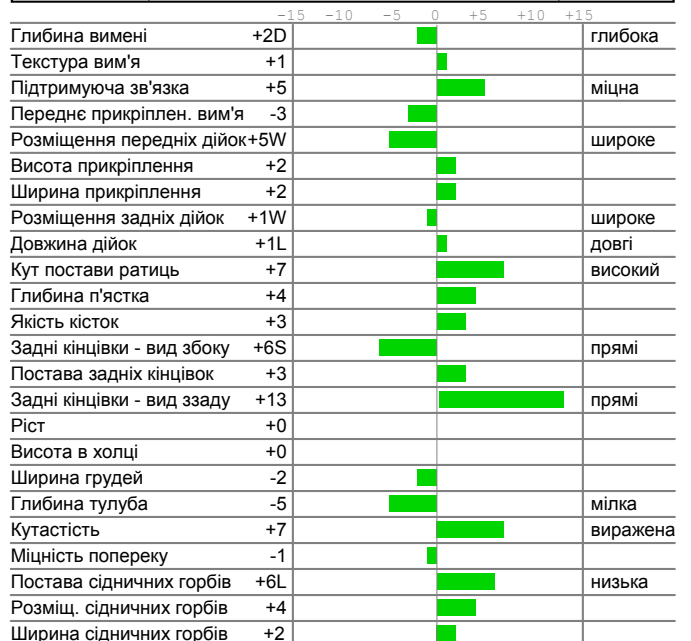 -15 -10 -5 0 +5 +10 +15
Глибина вимені +2D глибока
Текстура вим'я +1
Підтримуюча зв'язка +5 міцна
Переднє прикріплен. вим'я -3
Розміщення передніх дійок+5W широке
Висота прикріплення +2
Ширина прикріплення +2
Розміщення задніх дійок +1W широке
Довжина дійок +1L довгі
Кут постави ратиць +7 високий
Глибина п'ястка +4
Якість кісток +3
Задні кінцівки - вид збоку +6S прямі
Постава задніх кінцівок +3
Задні кінцівки - вид ззаду +13 прямі
Ріст +0
Висота в холці +0
Ширина грудей -2
Глибина тулуба -5 мілка
Кутастість +7 виражена
Міцність попереку -1
Постава сідничних горбів +6L низька
Розміщ. сідничних горбів +4
Ширина сідничних горбів +2